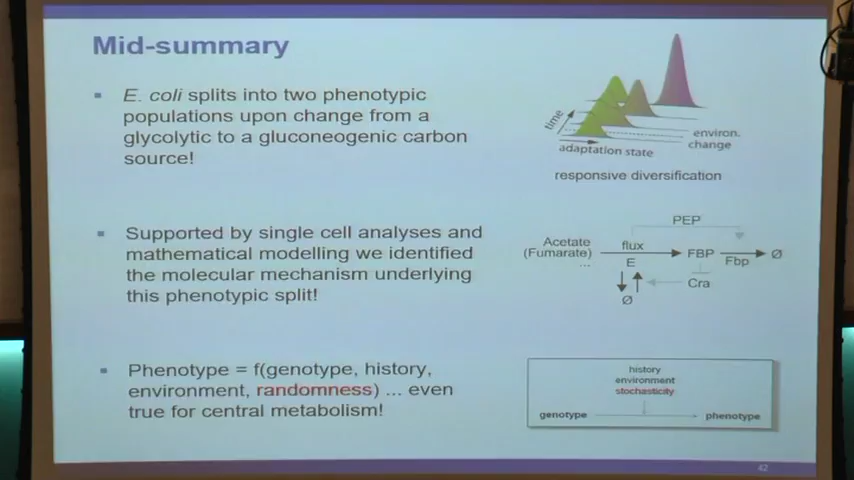 Mid-summary
E. coli splits into two phenotypic
populations upon change from a
glycolytic to a gluconeogenic carbon
source!
time
adaptation state
environ.
change
responsive diversification
Supported by single cell analyses and
mathematical modelling we identified
the molecular mechanism underlying
this phenotypic split!
PEP
Acetate
(Fumarate)
...
flux
E
FBP
Fbp
Ø
Cra
Ø
Phenotype = f(genotype, history,
environment, randomness) ... even
true for central metabolism!
history
environment
stochasticity
genotype
phenotype
42